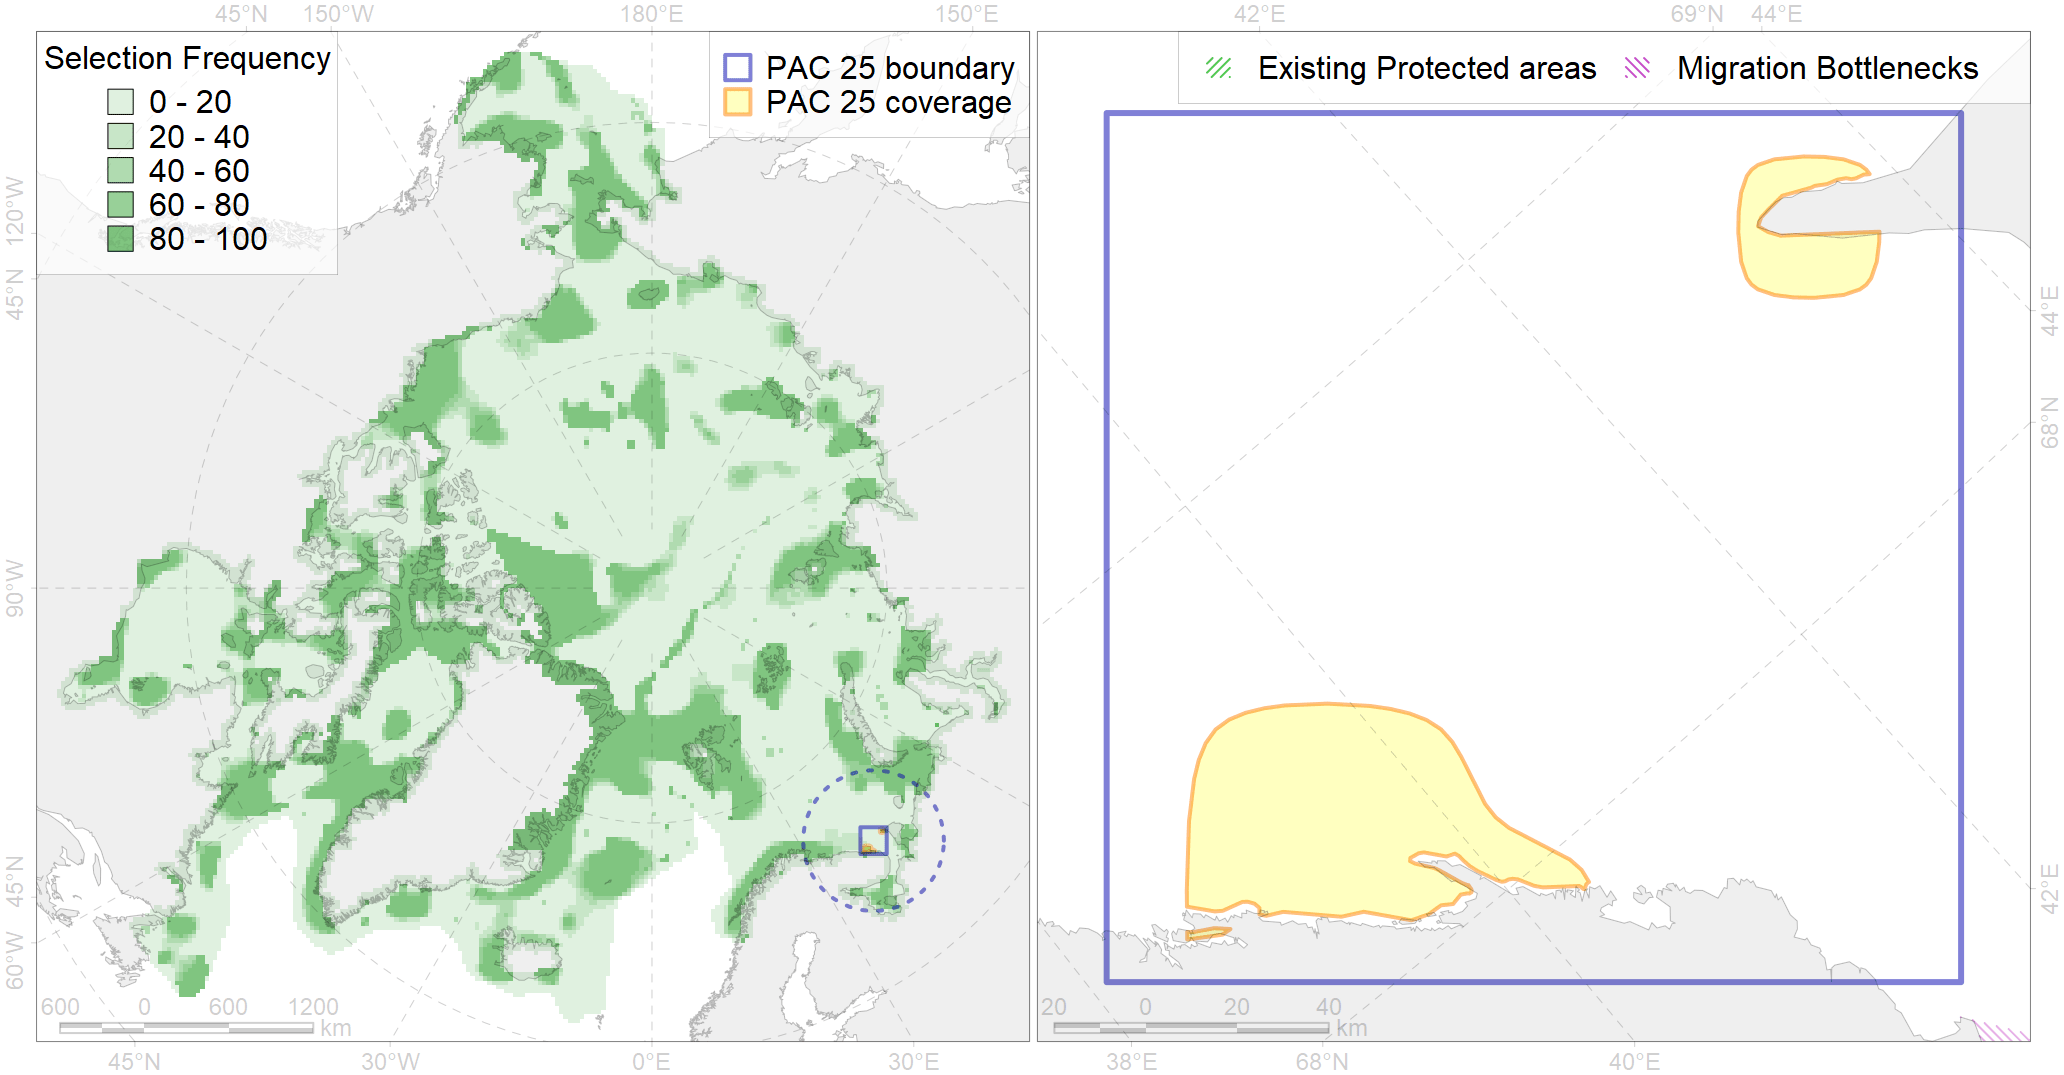 45°N 150°W 180°E 150°E 42°E 69°N 44°E
Selection Frequency
0 - 20
20 - 40
40 - 60
60 - 80
80 - 100
PAC 25 boundary
PAC 25 coverage
Existing Protected areas Migration Bottlenecks
120°W
45°N
90°W
45°N
60°W
44°E
68°N
42°E
600 0 600 1200
km
20 0 20 40
km
45°N 30°W 0°E 30°E 38°E 68°N 40°E